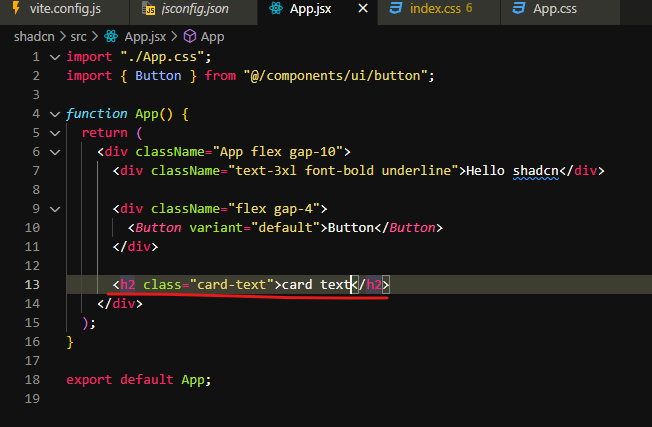 vite.config.js jsconfig.json App.jsx index.css 6 App.css
shadcn > src > App.jsx > App
1 import "./App.css";
2 import { Button } from "@/components/ui/button";
3
4 function App() {
5 return (
6 <div className="App flex gap-10">
7 <div className="text-3xl font-bold underline">Hello shadcn</div>
8
9 <div className="flex gap-4">
10 <Button variant="default">Button</Button>
11 </div>
12
13 <h2 class="card-text">card text</h2>
14 </div>
15 );
16 }
17
18 export default App;
19